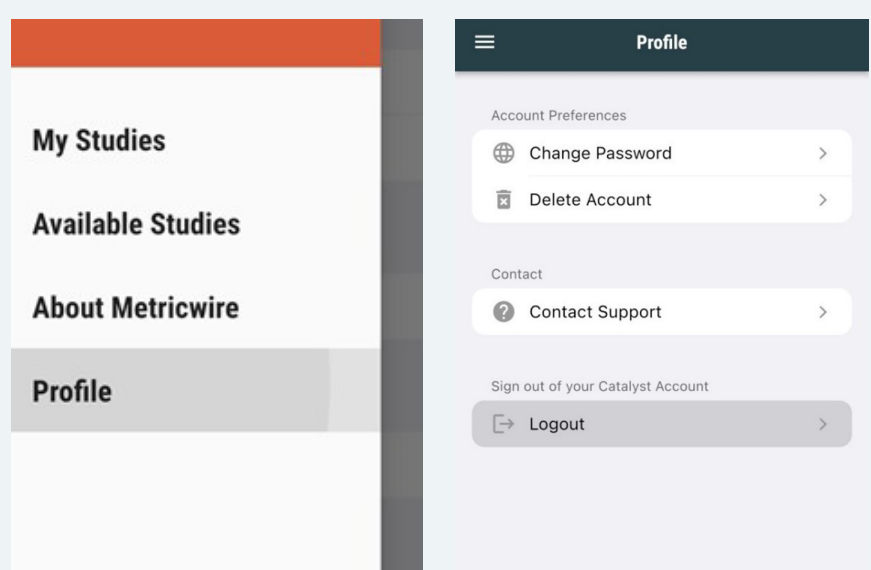 My Studies
Available Studies
About Metricwire
Profile
Profile
Account Preferences
Change Password
Delete Account
Contact
Contact Support
Sign out of your Catalyst Account
Logout